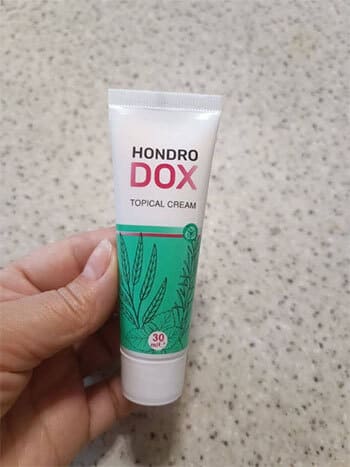 HONDRO
DOX
TOPICAL CREAM
30